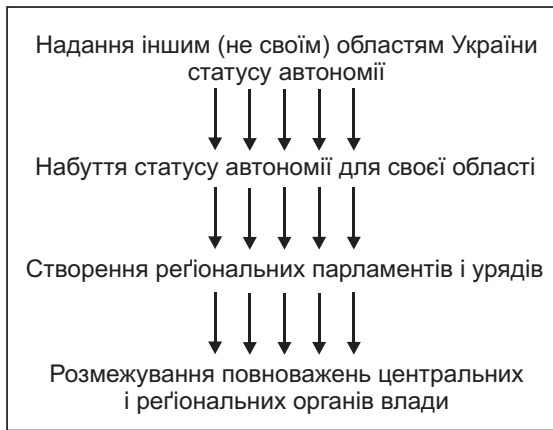 Надання іншим (не своїм) областям України
статусу автономії
Набуття статусу автономії для своєї області
Створення реґіональних парламентів і урядів
Розмежування повноважень центральних
і реґіональних органів влади